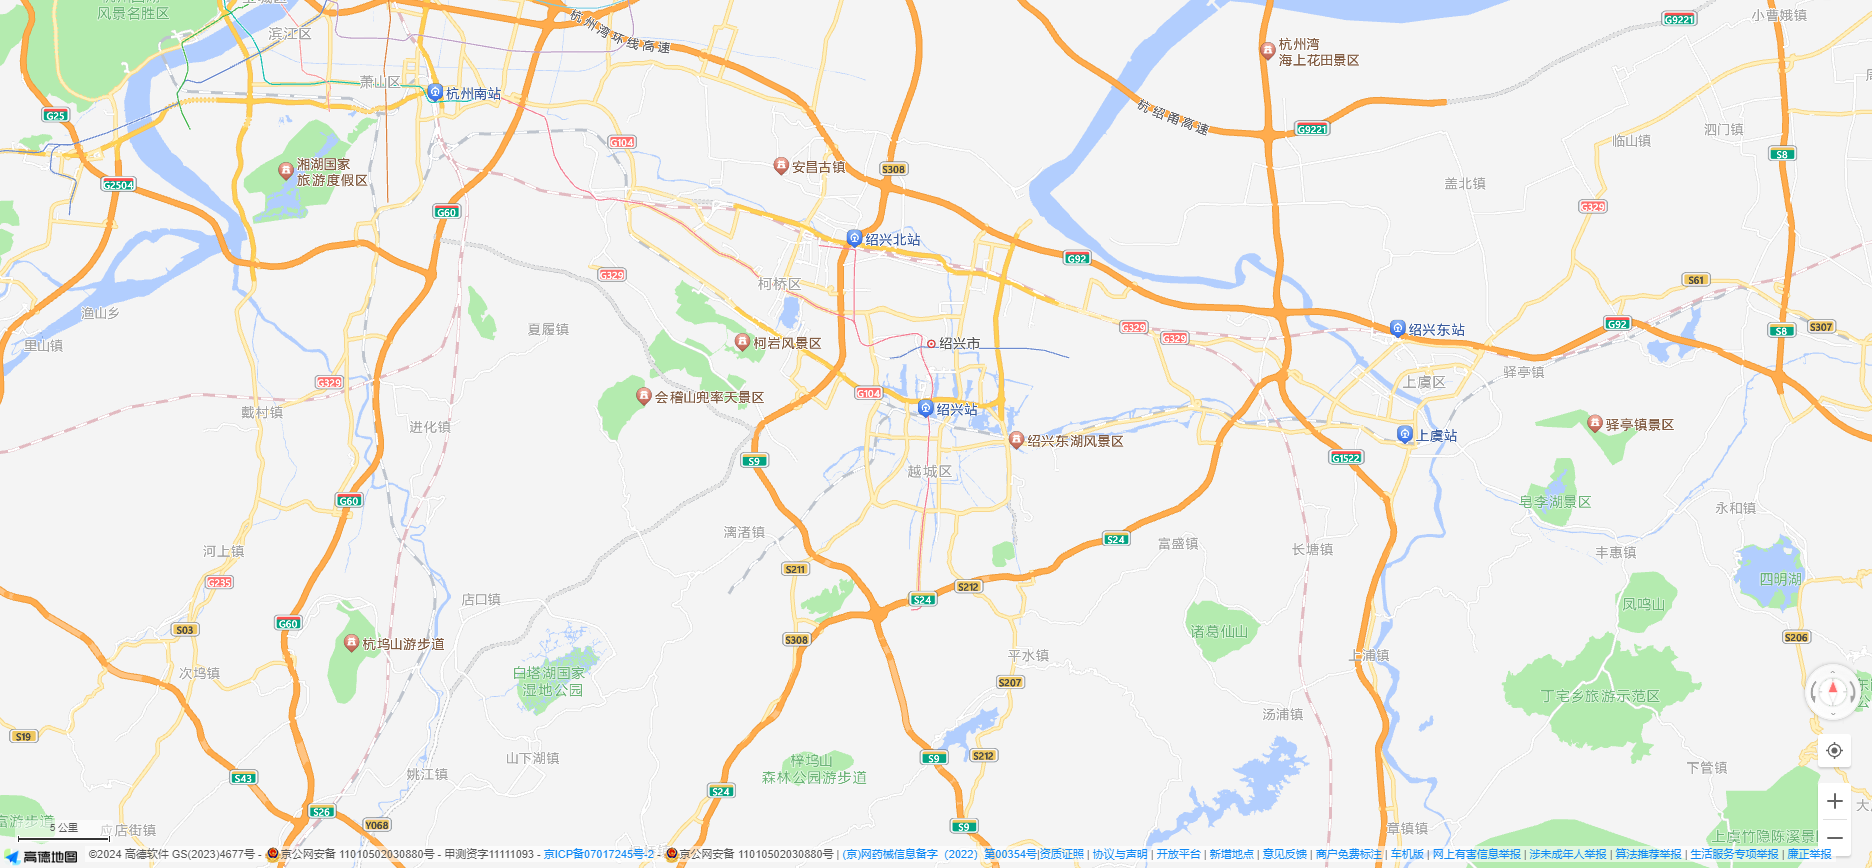 风景名胜区
滨江区
杭州湾环线高速
G9221
小曹娥镇
杭州湾
海上花田景区
萧山区
杭州南站
G25
杭绍甬高速
G9221
泗门镇
临山镇
G104
S8
湘湖国家
旅游度假区
安昌古镇
S308
G2504
盖北镇
G60
G329
绍兴北站
G92
G329
柯桥区
S61
渔山乡
夏履镇
里山镇
柯岩风景区
绍兴市
G329
G329
绍兴东站
G92
S8
S307
G329
会稽山兜率天景区
G104
上虞区
驿亭镇
戴村镇
进化镇
绍兴站
绍兴东湖风景区
上虞站
驿亭镇景区
S9
越城区
G1522
G60
皂李湖景区
永和镇
漓渚镇
S24
富盛镇
长塘镇
丰惠镇
河上镇
G235
S211
S212
四明湖
店口镇
S24
凤鸣山
S03
G60
杭坞山游步道
S308
诸葛仙山
S206
次坞镇
白塔湖国家
湿地公园
平水镇
上浦镇
S207
丁宅乡旅游示范区
S19
汤浦镇
山下湖镇
S43
姚江镇
梓坞山
森林公园游步道
S9
S212
下管镇
S24
S26
Y068
S9
富游步道
应店街镇
章镇镇
上虞竹隐陈溪景
5 公里
高德地图
©2024 高德软件 GS(2023)4677号 - 京公网安备 11010502030880号 - 甲测资字11111093 - 京ICP备07017245号-2 - 京公网安备 11010502030880号 | (京)网药械信息备字（2022）第00354号|资质证照 | 协议与声明 | 开放平台 | 新增地点 | 意见反馈 | 商户免费标注 | 车机版 | 网上有害信息举报 | 涉未成年人举报 | 算法推荐举报 | 生活服务专项举报 | 廉正举报